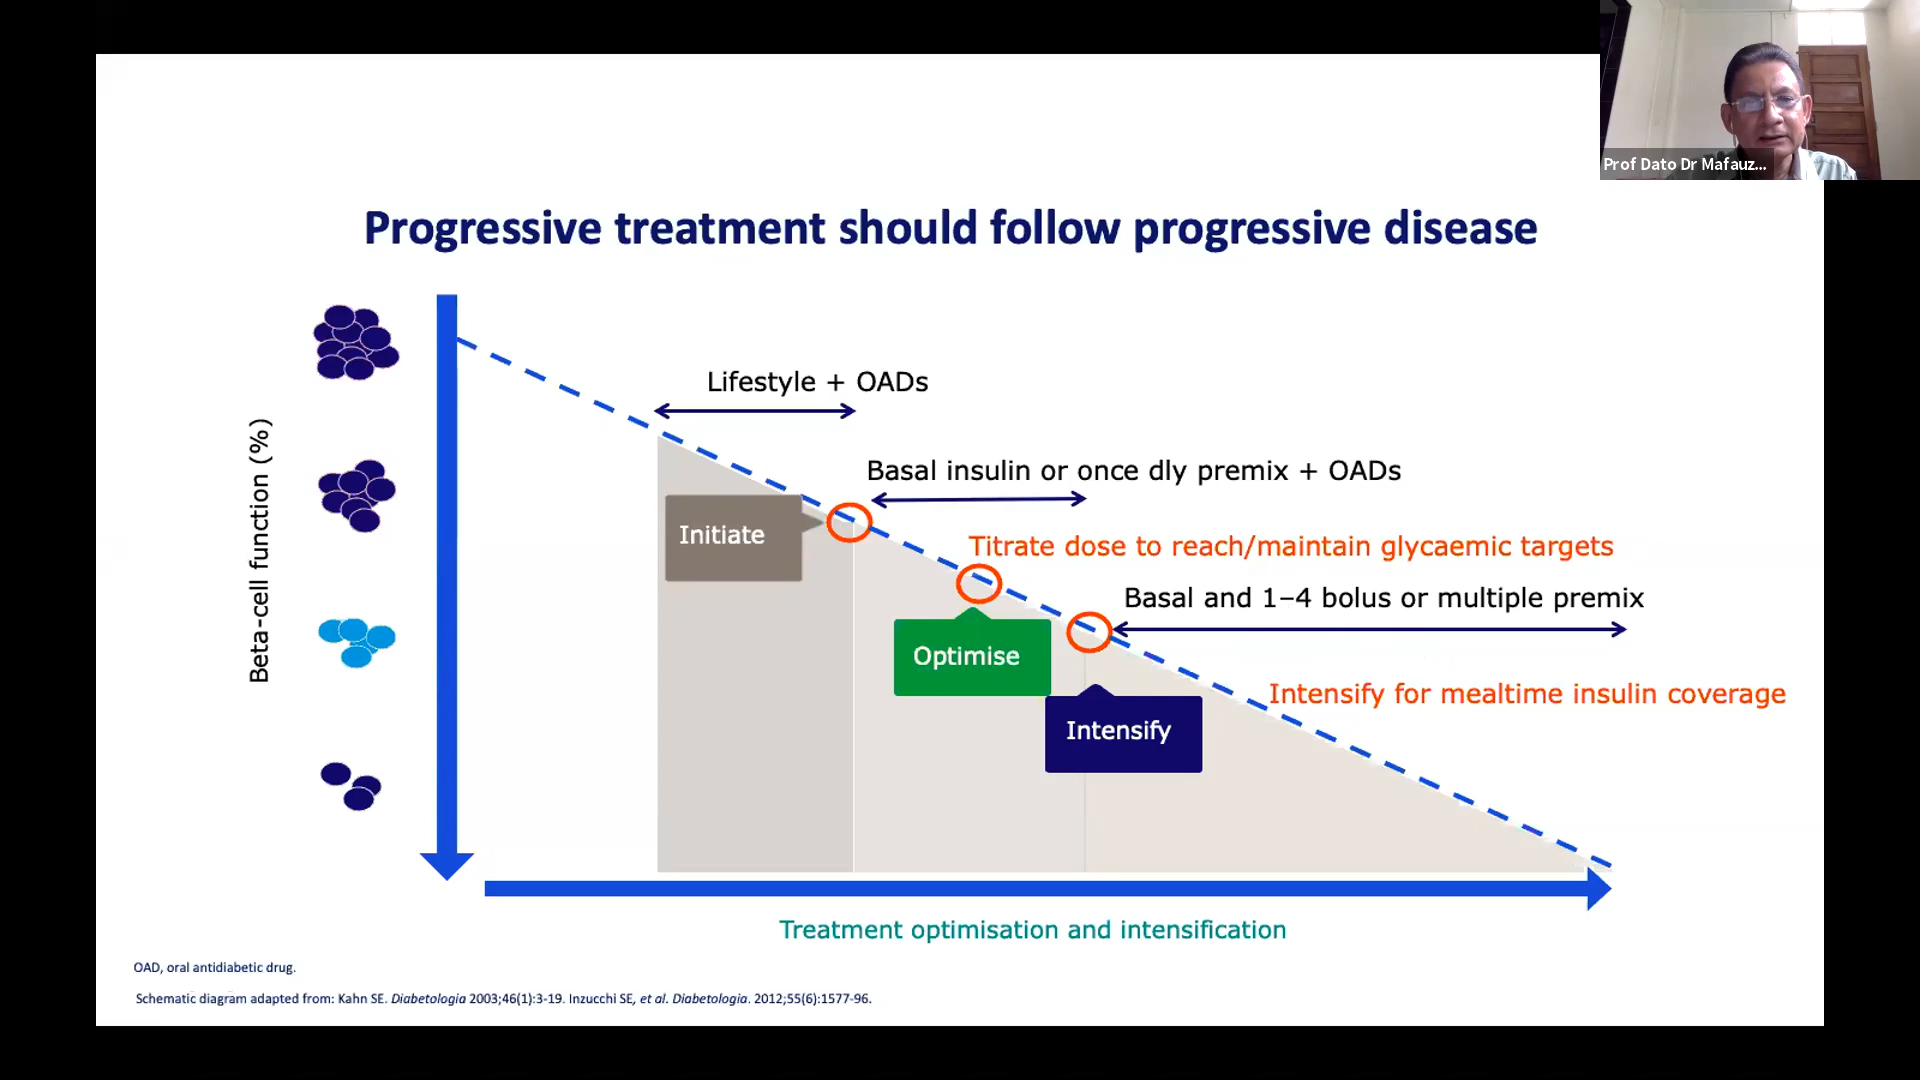 Prof Dato Dr Mafauz...
Progressive treatment should follow progressive disease
Beta-cell function (%)
Lifestyle + OADs
Basal insulin or once dly premix + OADs
Initiate
Titrate dose to reach/maintain glycaemic targets
Basal and 1–4 bolus or multiple premix
Optimise
Intensify for mealtime insulin coverage
Intensify
Treatment optimisation and intensification
OAD, oral antidiabetic drug.
Schematic diagram adapted from: Kahn SE. Diabetologia 2003;46(1):3-19. Inzucchi SE, et al. Diabetologia. 2012;55(6):1577-96.